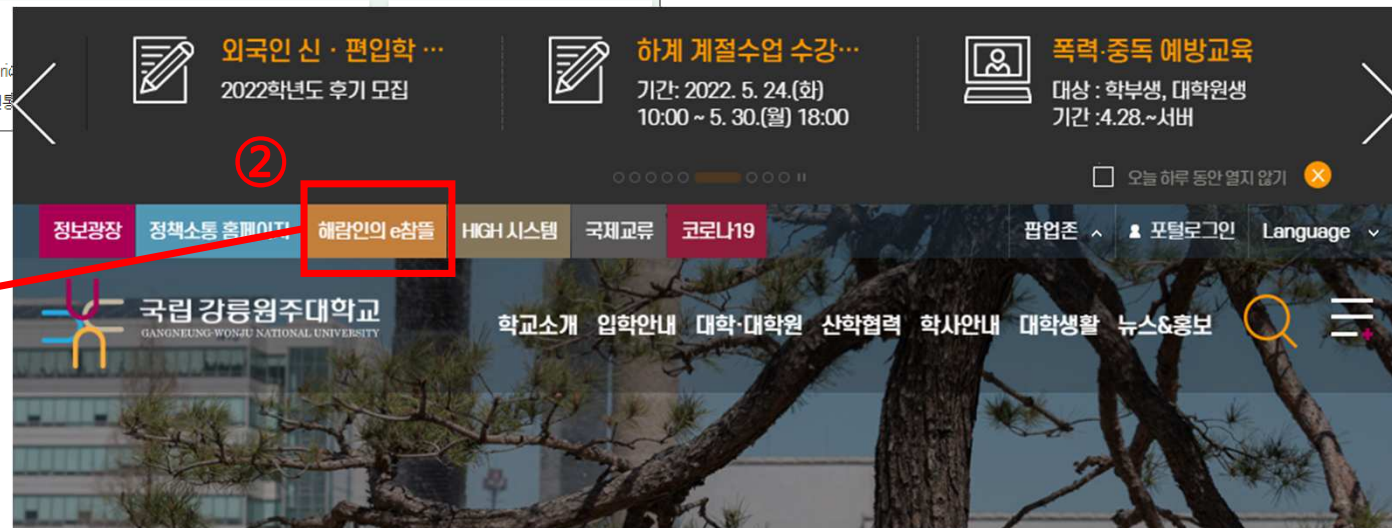 외국인 신 · 편입학 ···
2022학년도 후기 모집
하계 계절수업 수강···
기간: 2022. 5. 24.(화)
10:00 ~ 5. 30.(월) 18:00
폭력·중독 예방교육
대상 : 학부생, 대학원생
기간 :4.28.~서버
②
오늘 하루 동안 열지 않기
정보광장
정책소통 홈페이지
해람인의 e참뜰
HIGH 시스템
국제교류
코로나19
팝업존
포털로그인
Language
국립 강릉원주대학교
GANGNEUNG-WONJU NATIONAL UNIVERSITY
학교소개 입학안내 대학·대학원 산학협력 학사안내 대학생활 뉴스&홍보